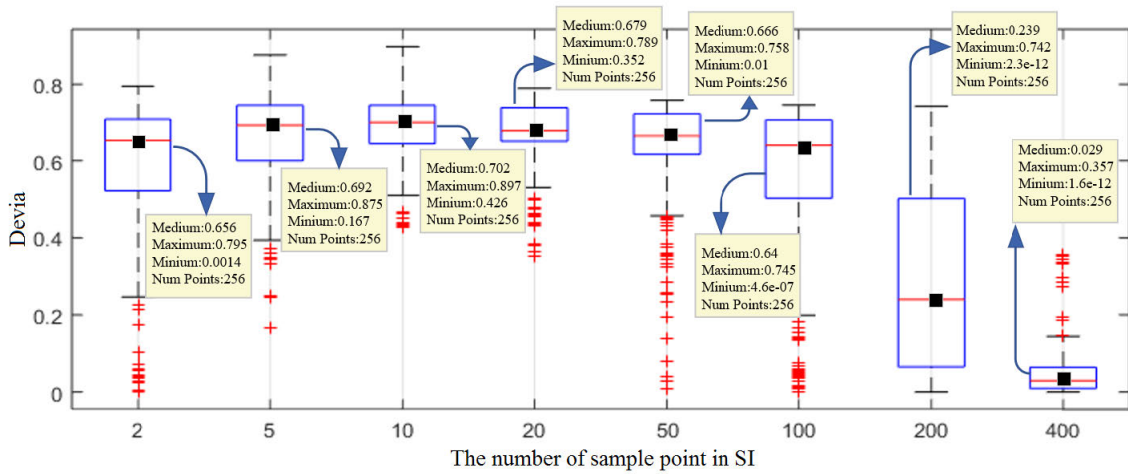 Medium:0.679
Maximum:0.789
Minium:0.352
Num Points:256
Medium:0.666
Maximum:0.758
Minium:0.01
Num Points:256
Medium:0.239
Maximum:0.742
Minium:2.3e-12
Num Points:256
Medium:0.029
Maximum:0.357
Minium:1.6e-12
Num Points:256
Medium:0.702
Maximum:0.897
Minium:0.426
Num Points:256
Medium:0.692
Maximum:0.875
Minium:0.167
Num Points:256
Medium:0.656
Maximum:0.795
Minium:0.0014
Num Points:256
Medium:0.64
Maximum:0.745
Minium:4.6e-07
Num Points:256
Devia
0.8
0.6
0.4
0.2
0
2 5 10 20 50 100 200 400
The number of sample point in SI